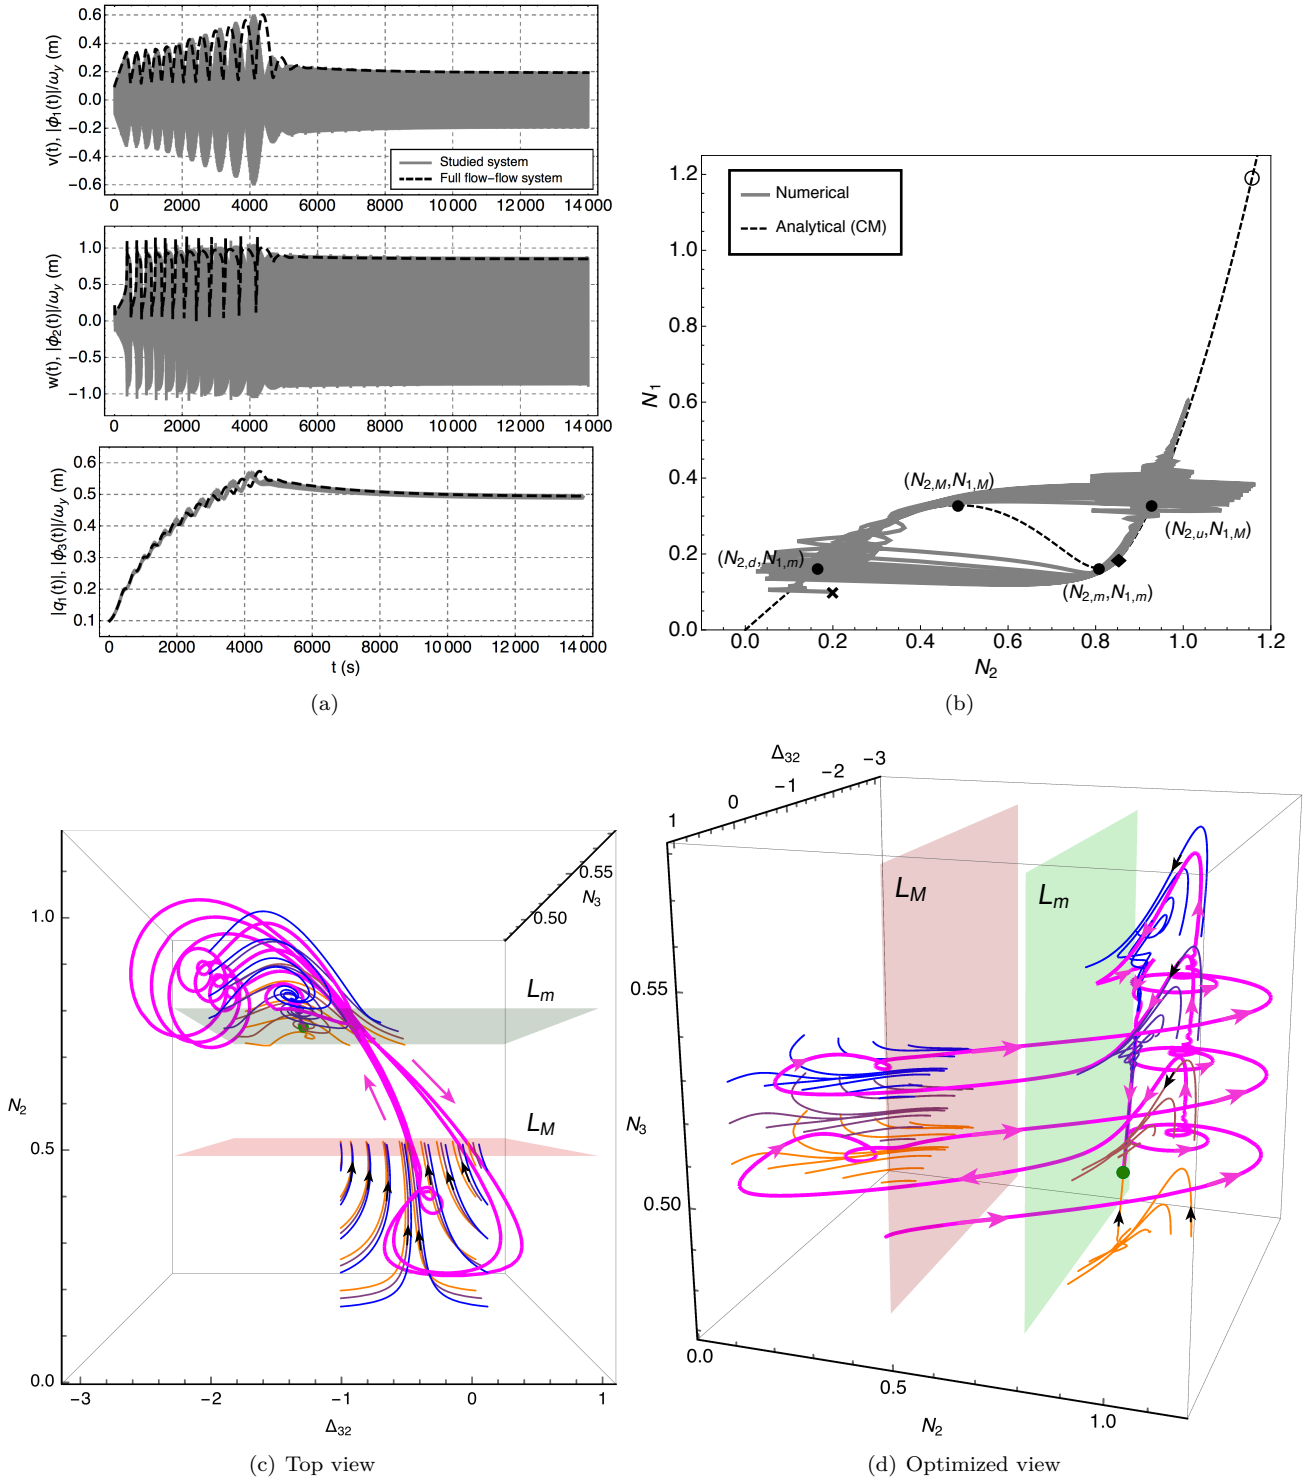 v(t), |ϕ₁(t)|/ω_y (m)
0.6
0.4
0.2
0.0
−0.2
−0.4
−0.6
Studied system
Full flow−flow system
0 2000 4000 6000 8000 10 000 12 000 14 000
w(t), |ϕ₂(t)|/ω_y (m)
1.0
0.5
0.0
−0.5
−1.0
0 2000 4000 6000 8000 10 000 12 000 14 000
|q₁(t)|, |ϕ₃(t)|/ω_y (m)
0.6
0.5
0.4
0.3
0.2
0.1
0 2000 4000 6000 8000 10 000 12 000 14 000
t (s)
(a)
N₁
1.2
1.0
0.8
0.6
0.4
0.2
0.0
Numerical
Analytical (CM)
(N₂,M,N₁,M)
(N₂,u,N₁,M)
(N₂,d,N₁,m)
(N₂,m,N₁,m)
0.0 0.2 0.4 0.6 0.8 1.0 1.2
N₂
(b)
0.55
N₃
0.50
1.0
L_m
N₂
L_M
0.5
0.0
−3 −2 −1 0 1
Δ₃₂
(c) Top view
Δ₃₂
1 0 −1 −2 −3
L_M
L_m
0.55
N₃
0.50
0.0
0.5
1.0
N₂
(d) Optimized view